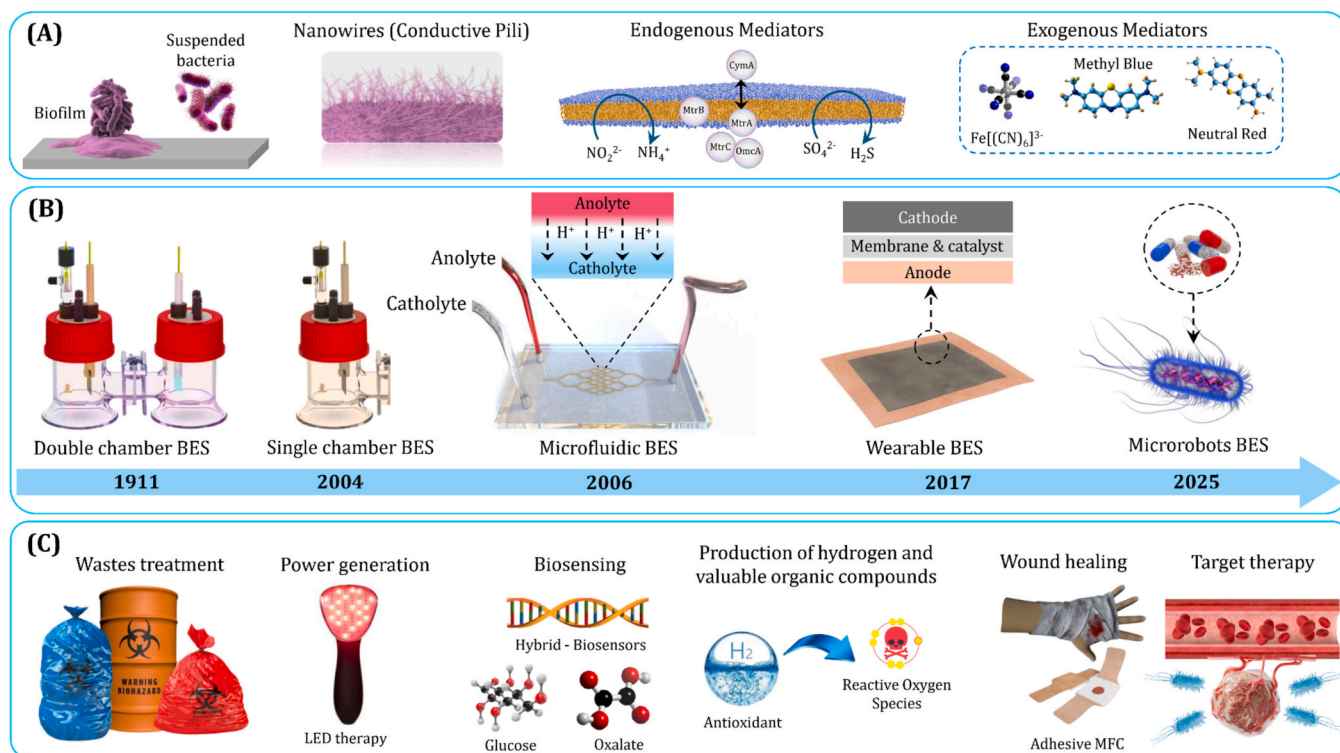 (A)
Suspended
bacteria
Biofilm
Nanowires (Conductive Pili)
Endogenous Mediators
CymA
MtrB
MtrA
MtrC
OmcA
NO₂²⁻
NH₄⁺
SO₄²⁻
H₂S
Exogenous Mediators
Methyl Blue
Fe[(CN)₆]³⁻
Neutral Red
(B)
Anolyte
H⁺ H⁺ H⁺
Catholyte
Anolyte
Catholyte
Cathode
Membrane & catalyst
Anode
Double chamber BES
Single chamber BES
Microfluidic BES
Wearable BES
Microrobots BES
1911
2004
2006
2017
2025
(C)
Wastes treatment
WARNING
BIOHAZARD
Power generation
LED therapy
Biosensing
Hybrid - Biosensors
Glucose
Oxalate
Production of hydrogen and
valuable organic compounds
H₂
Antioxidant
Reactive Oxygen
Species
Wound healing
Adhesive MFC
Target therapy